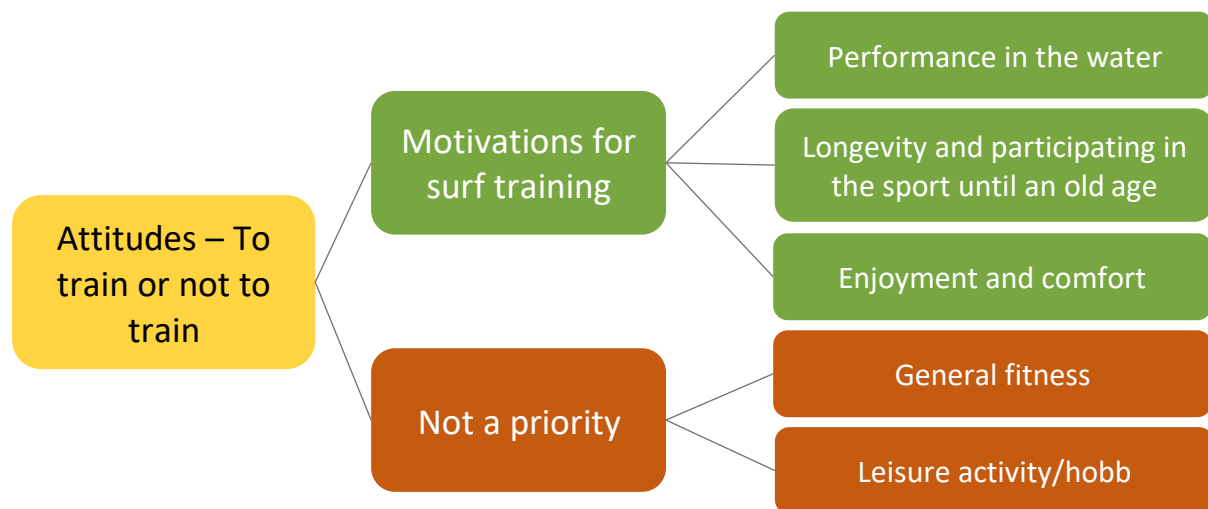 Attitudes – To
train or not to
train
Motivations for
surf training
Performance in the water
Longevity and participating in
the sport until an old age
Enjoyment and comfort
Not a priority
General fitness
Leisure activity/hobb